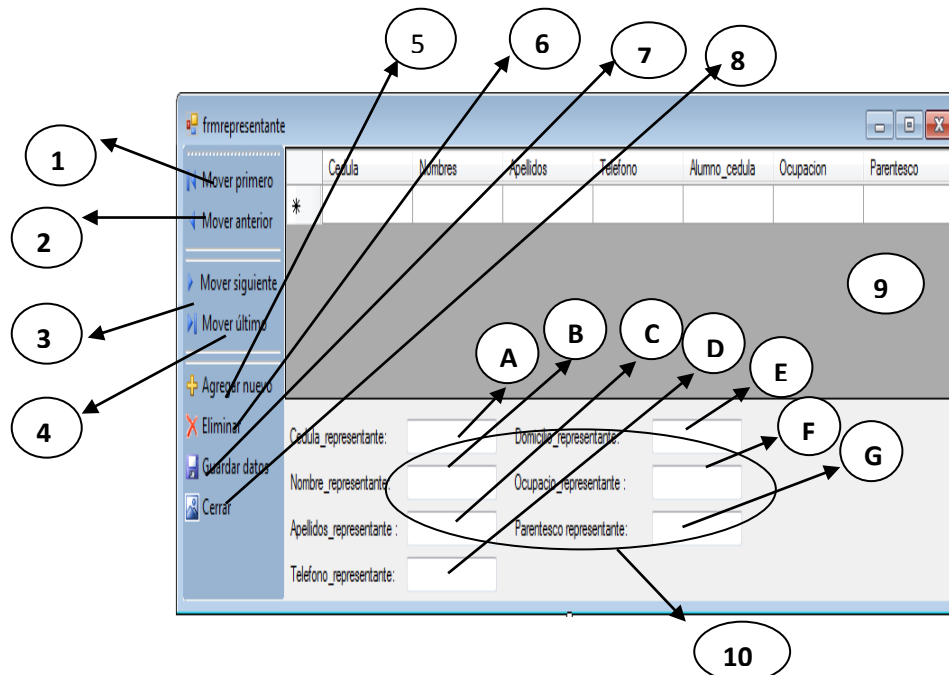 5 6 7 8
frmrepresentante
1 Mover primero Cedula Nombres Apellidos Telefono Alumno_cedula Ocupacion Parentesco
2 Mover anterior
3 Mover siguiente 9
Mover último
4 Agregar nuevo A B C D E
Eliminar
Guardar datos
Cerrar
Cedula_representante: Domicilio_representante: F
Nombre_representante: Ocupacio_representante : G
Apellidos_representante : Parentesco representante:
Telefono_representante:
10